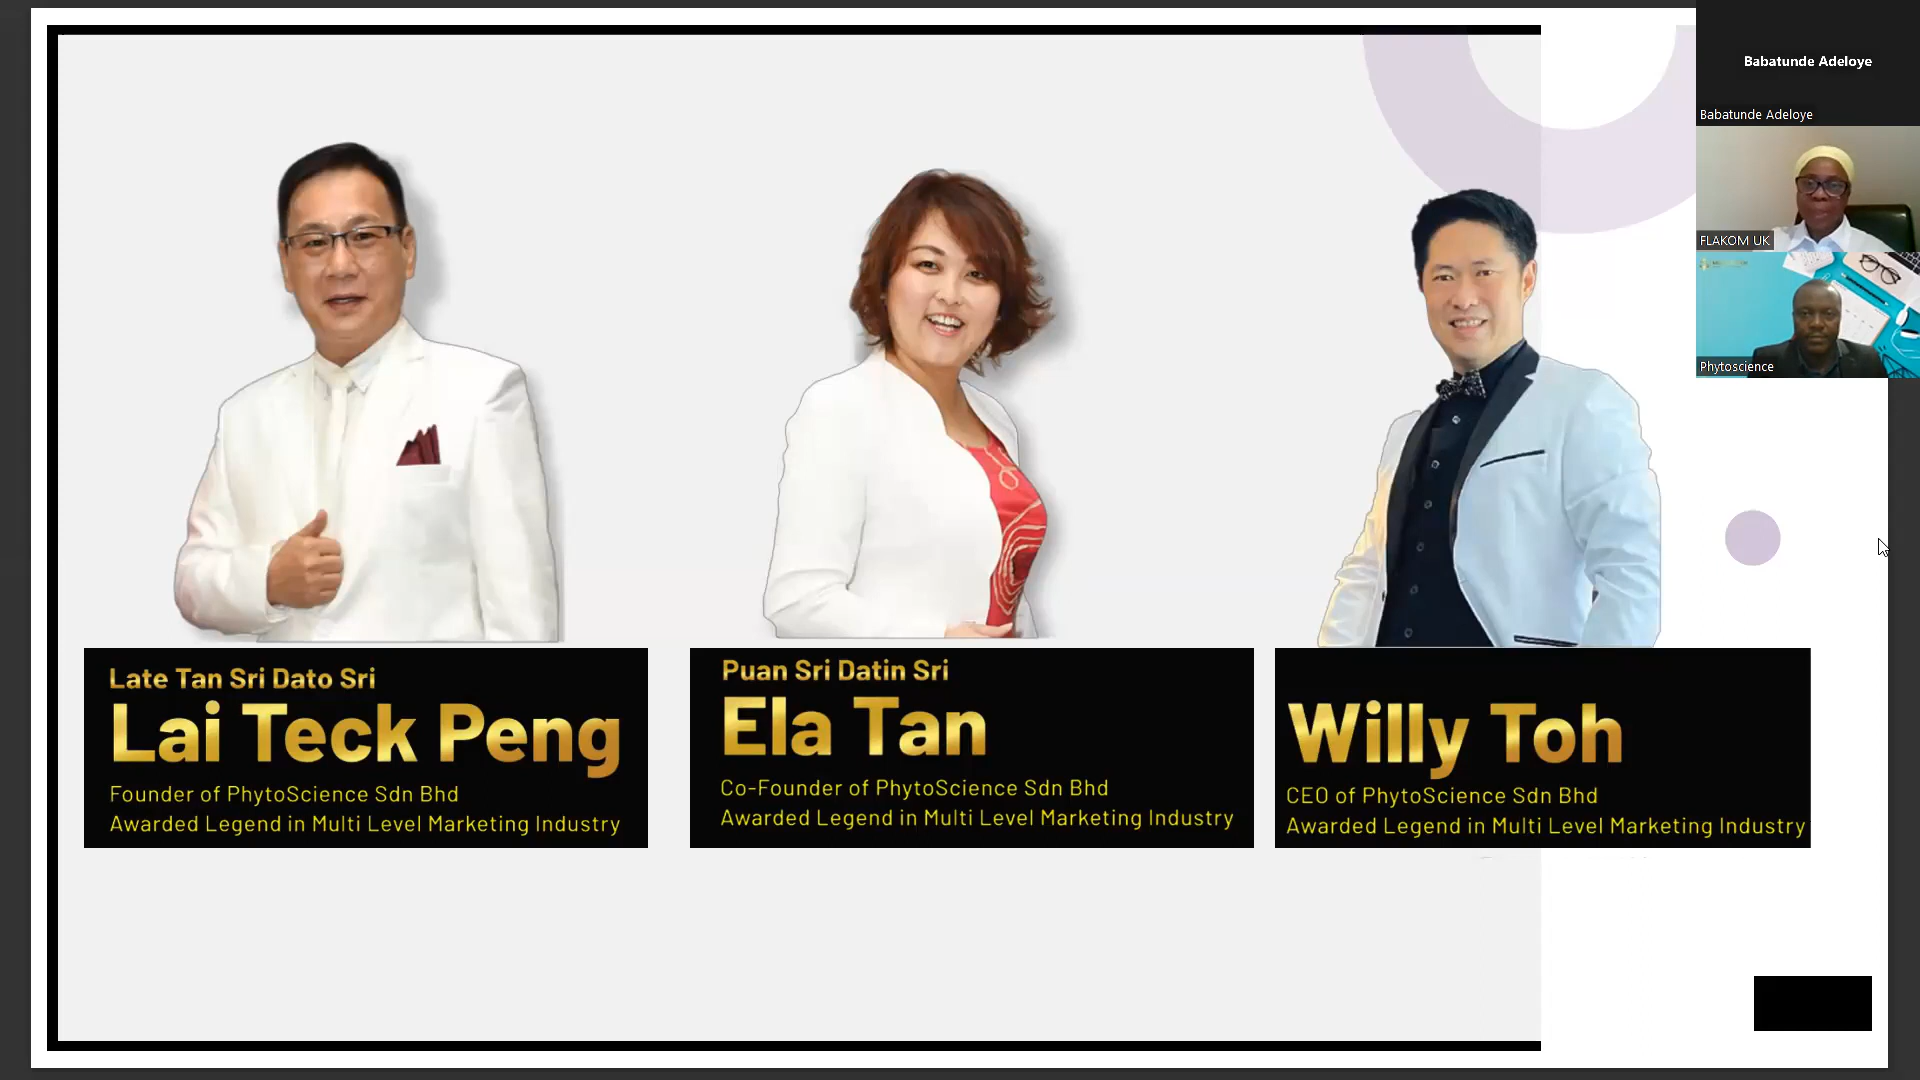 Late Tan Sri Dato Sri
Lai Teck Peng
Founder of PhytoScience Sdn Bhd
Awarded Legend in Multi Level Marketing Industry
Puan Sri Datin Sri
Ela Tan
Co-Founder of PhytoScience Sdn Bhd
Awarded Legend in Multi Level Marketing Industry
Willy Toh
CEO of PhytoScience Sdn Bhd
Awarded Legend in Multi Level Marketing Industry
Babatunde Adeloye
Babatunde Adeloye
FLAKOM UK
Phytoscience